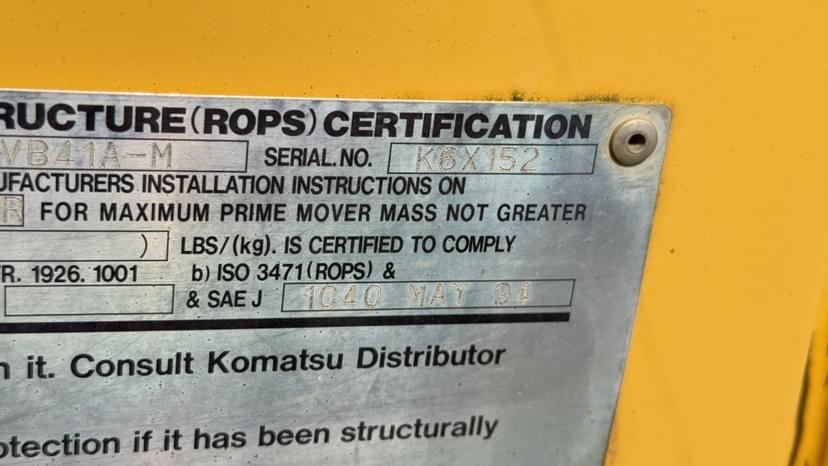 RUCTURE(ROPS) CERTIFICATION
VB41A-M SERIAL.NO. K6X152
UFACTURERS INSTALLATION INSTRUCTIONS ON
R FOR MAXIMUM PRIME MOVER MASS NOT GREATER
) LBS/(kg). IS CERTIFIED TO COMPLY
FR. 1926.1001 b) ISO 3471(ROPS) &
& SAE J 1040 MAY 94
n it. Consult Komatsu Distributor
otection if it has been structurally